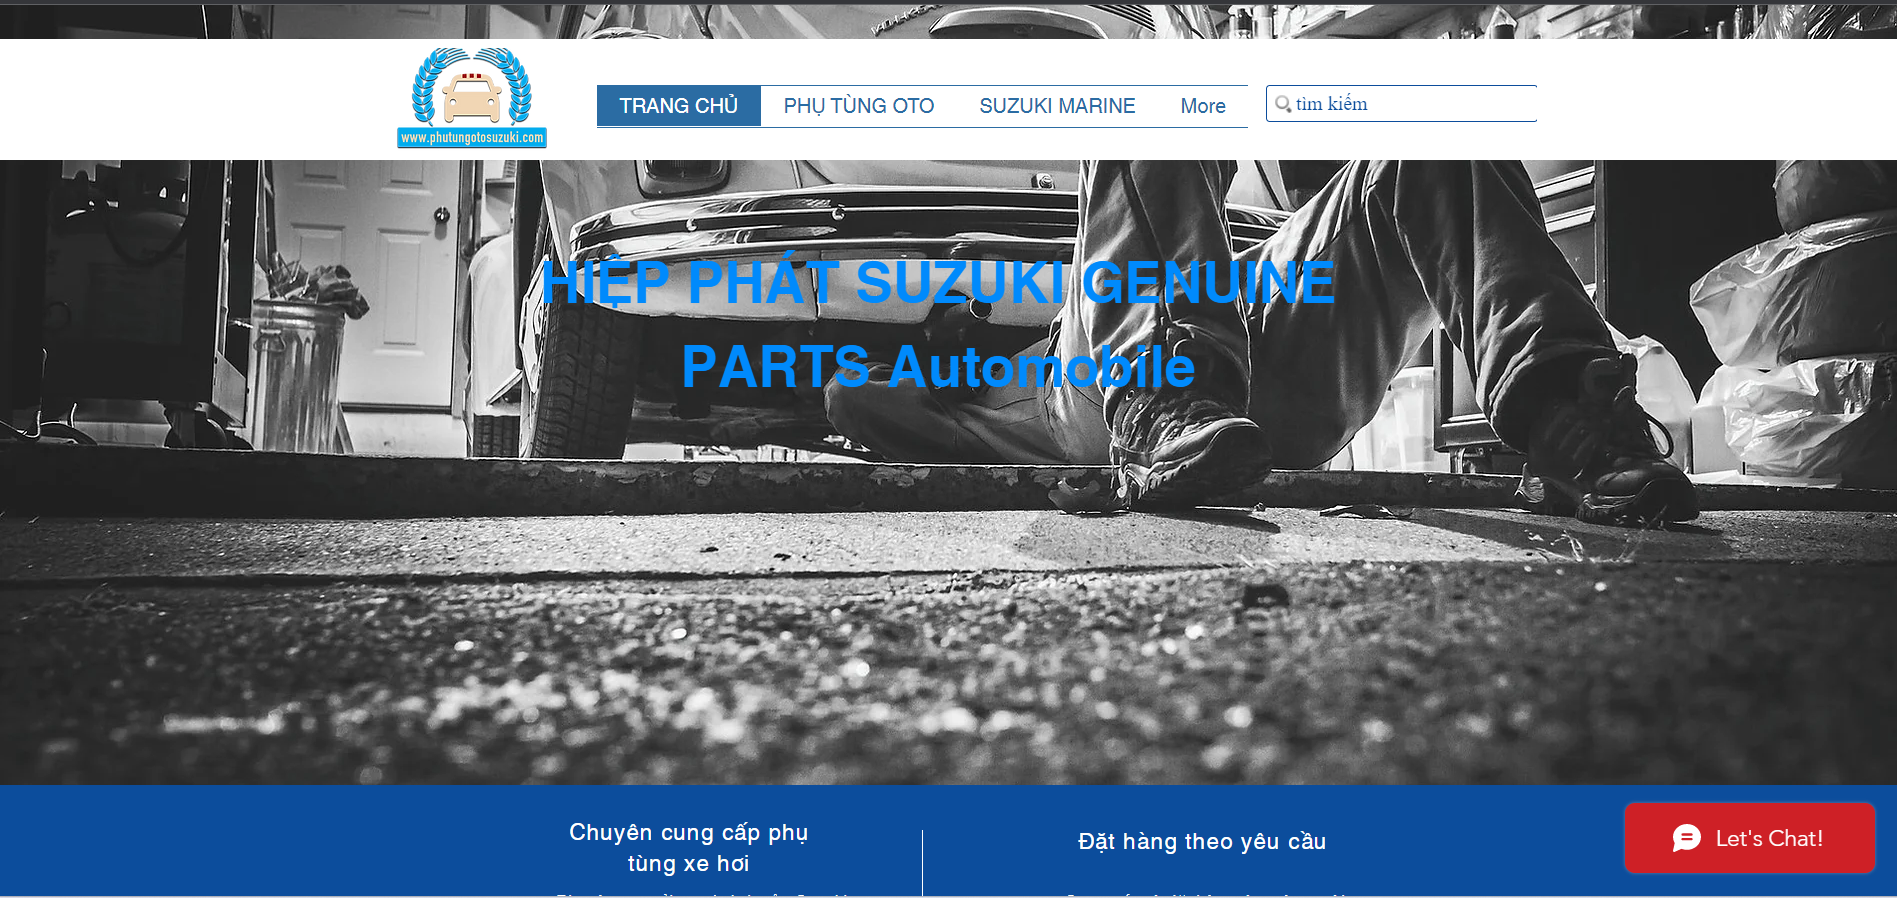 www.phutungotosuzuki.com
TRANG CHỦ
PHỤ TÙNG OTO
SUZUKI MARINE
More
tìm kiếm
HIỆP PHÁT SUZUKI GENUINE
PARTS Automobile
Chuyên cung cấp phụ
tùng xe hơi
Đặt hàng theo yêu cầu
Let's Chat!